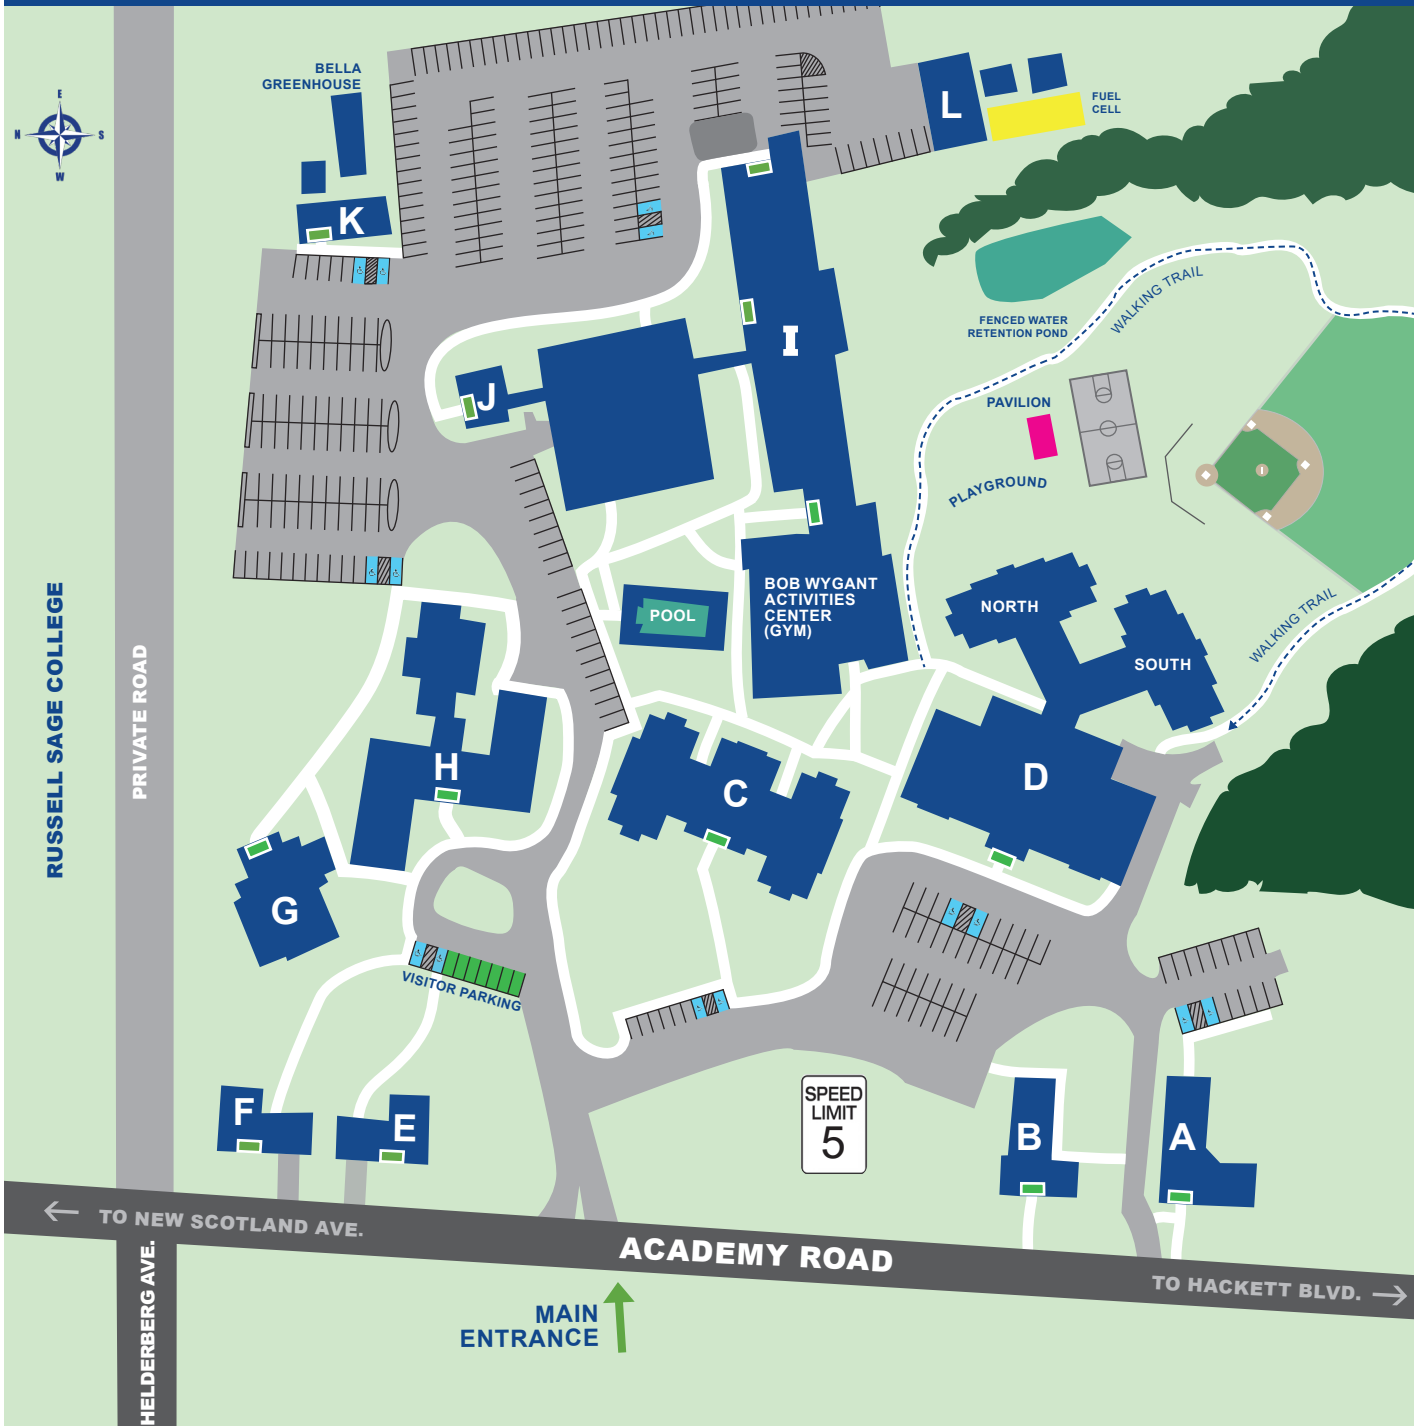 BELLA
GREENHOUSE
E
N
S
W
K
L
FUEL
CELL
I
J
FENCED WATER
RETENTION POND
WALKING TRAIL
PAVILION
PLAYGROUND
BOB WYGANT
ACTIVITIES
CENTER
(GYM)
POOL
NORTH
SOUTH
WALKING TRAIL
RUSSELL SAGE COLLEGE
PRIVATE ROAD
H
C
D
G
VISITOR PARKING
F
E
SPEED
LIMIT
5
B
A
TO NEW SCOTLAND AVE.
ACADEMY ROAD
TO HACKETT BLVD.
HELDERBERG AVE.
MAIN
ENTRANCE